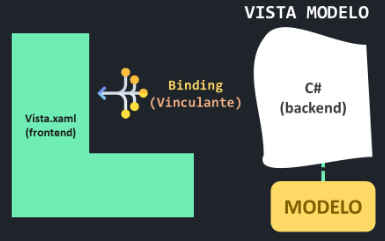 VISTA MODELO
Binding
(Vinculante)
C#
(backend)
Vista.xaml
(frontend)
MODELO